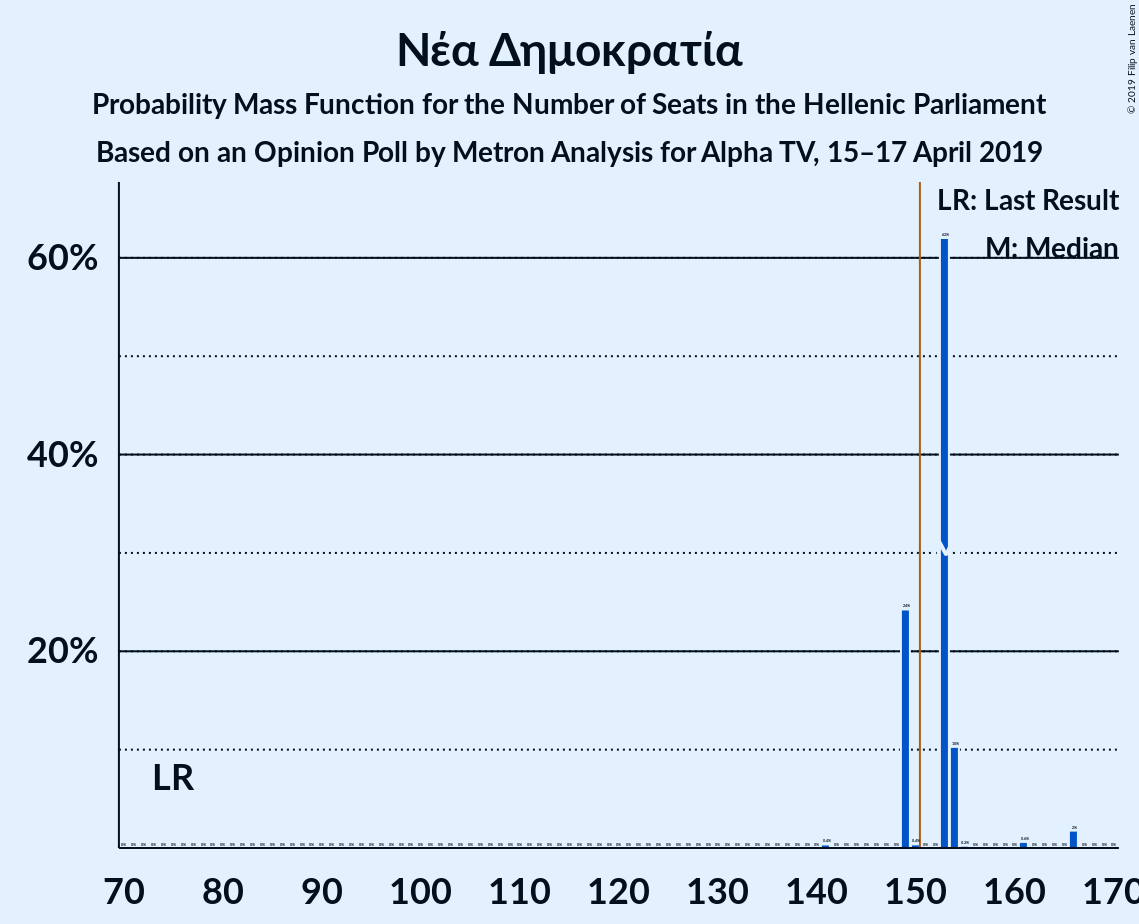 Νέα Δημοκρατία
Probability Mass Function for the Number of Seats in the Hellenic Parliament
Based on an Opinion Poll by Metron Analysis for Alpha TV, 15–17 April 2019
© 2019 Filip van Laenen
LR: Last Result
M: Median
60%
40%
20%
LR
70 80 90 100 110 120 130 140 150 160 170